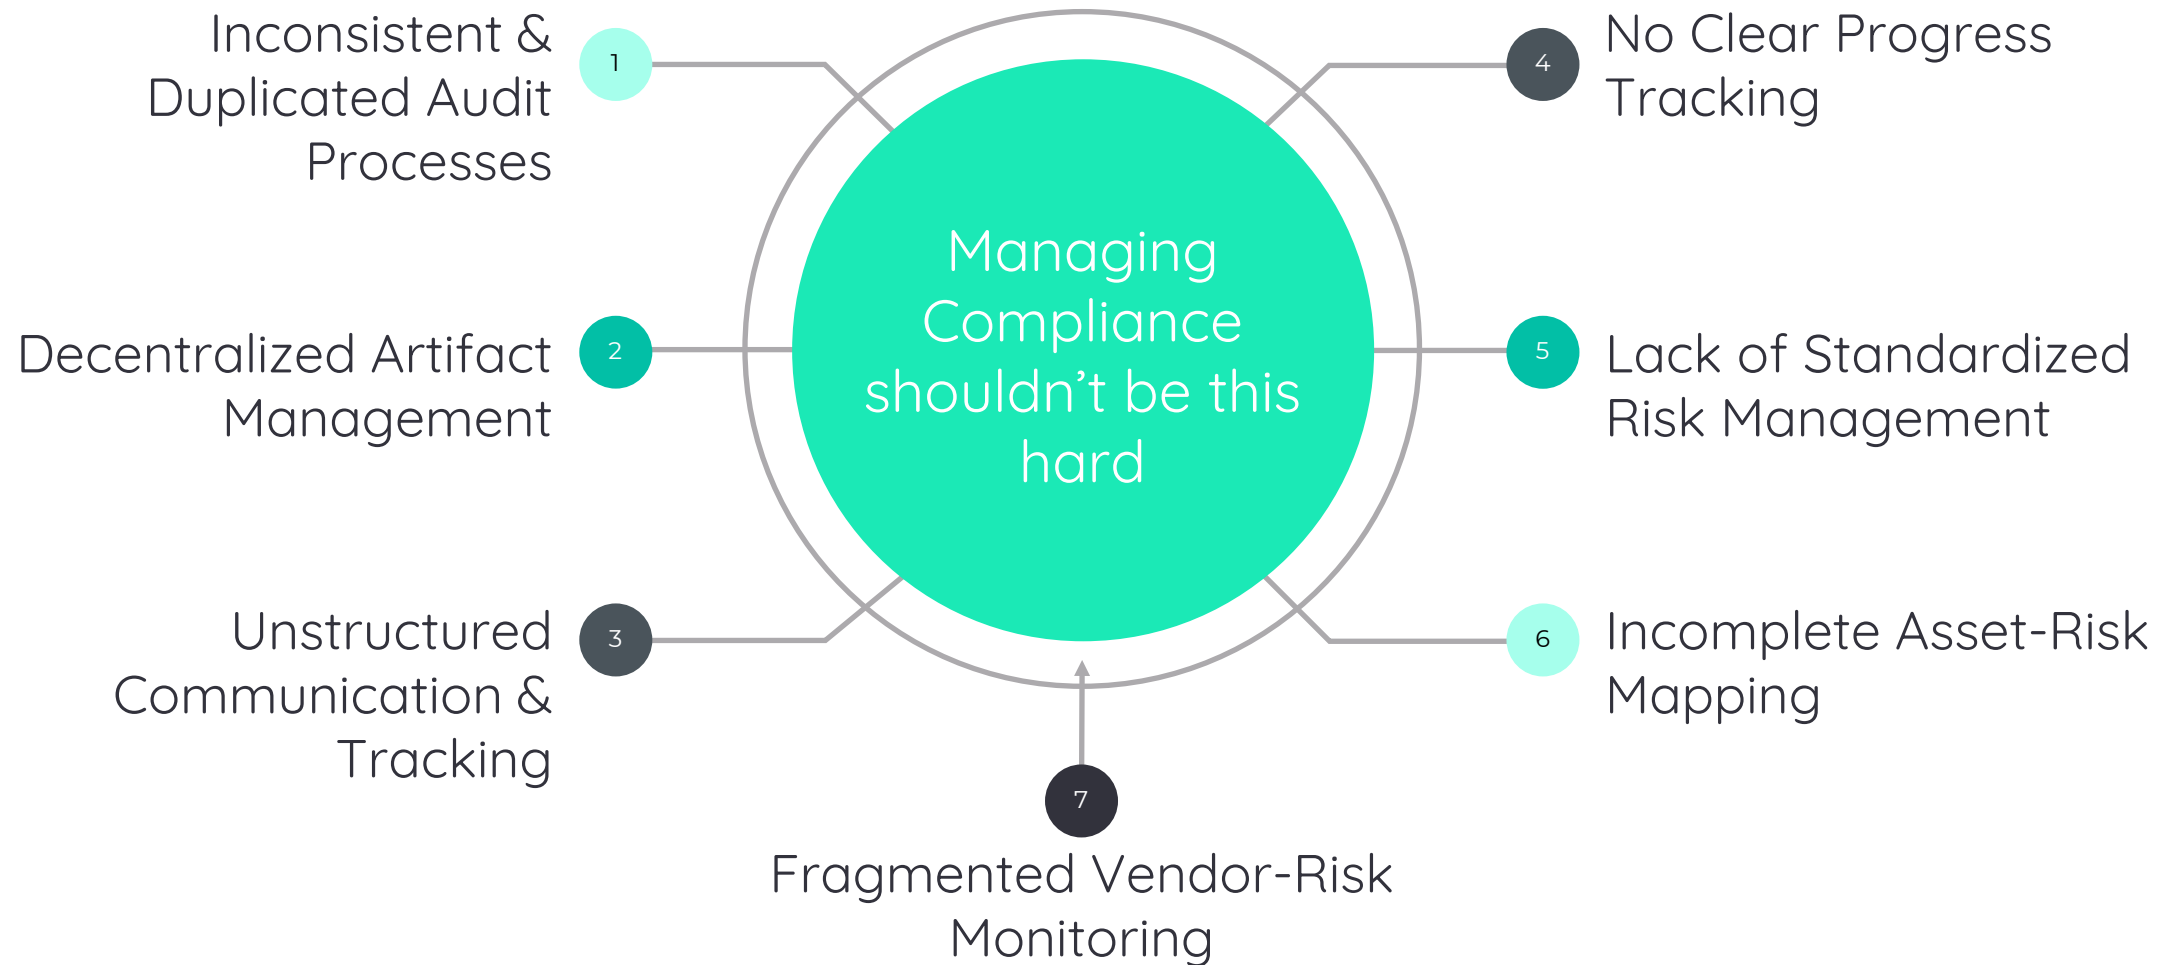 1
Inconsistent &
Duplicated Audit
Processes
2
Decentralized Artifact
Management
3
Unstructured
Communication &
Tracking
Managing
Compliance
shouldn’t be this
hard
4
No Clear Progress
Tracking
5
Lack of Standardized
Risk Management
6
Incomplete Asset-Risk
Mapping
7
Fragmented Vendor-Risk
Monitoring